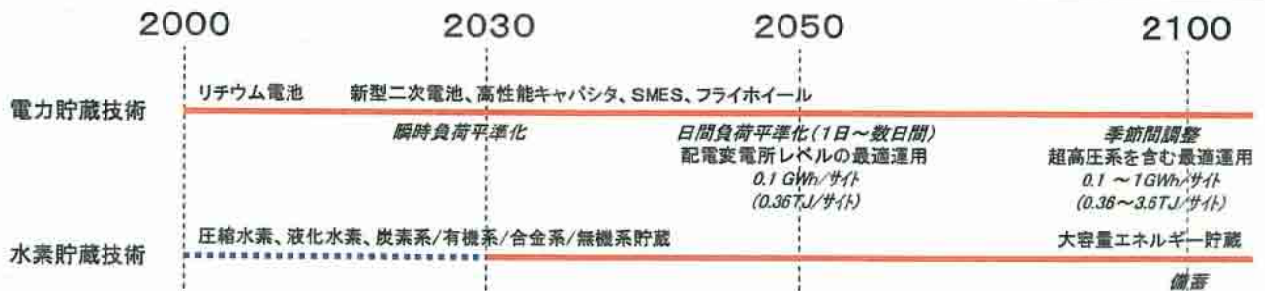 2000 2030 2050 2100
電力貯蔵技術
リチウム電池 新型二次電池、高性能キャパシタ、SMES、フライホイール
瞬時負荷平準化 日間負荷平準化(1日～数日間) 季節間調整
配電変電所レベルの最適運用 超高圧系を含む最適運用
0.1 GWh/サイト 0.1 ～1GWh/サイト
(0.36TJ/サイト) (0.36～3.6TJ/サイト)
水素貯蔵技術
圧縮水素、液化水素、炭素系/有機系/合金系/無機系貯蔵 大容量エネルギー貯蔵
備蓄